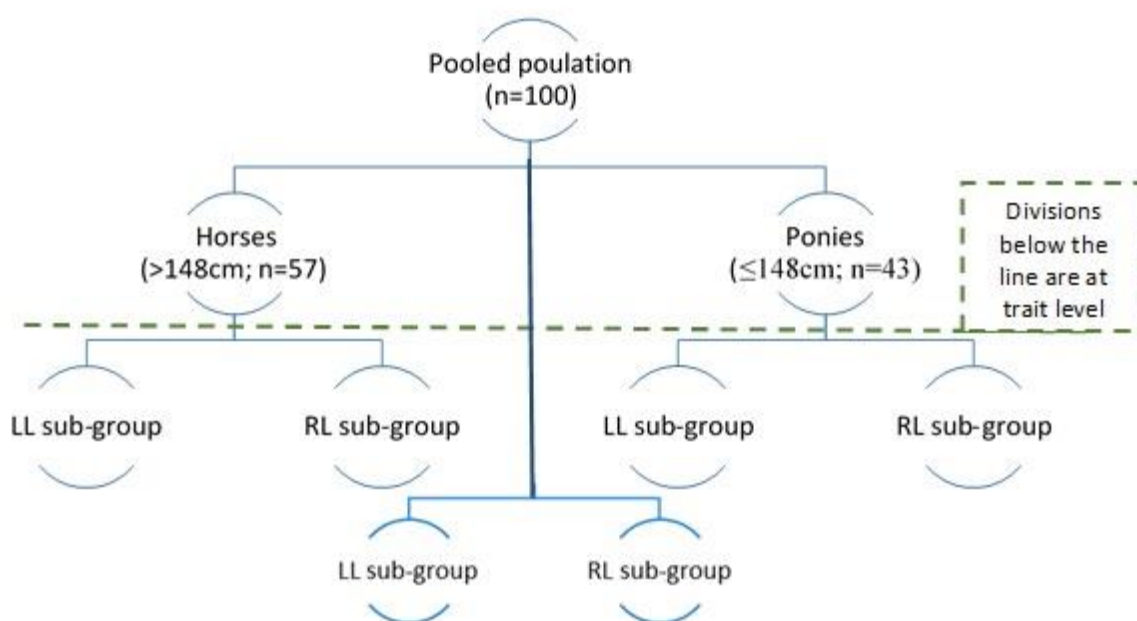 Pooled poulation
(n=100)
Horses
(>148cm; n=57)
Ponies
(≤148cm; n=43)
Divisions
below the
line are at
trait level
LL sub-group
RL sub-group
LL sub-group
RL sub-group
LL sub-group
RL sub-group